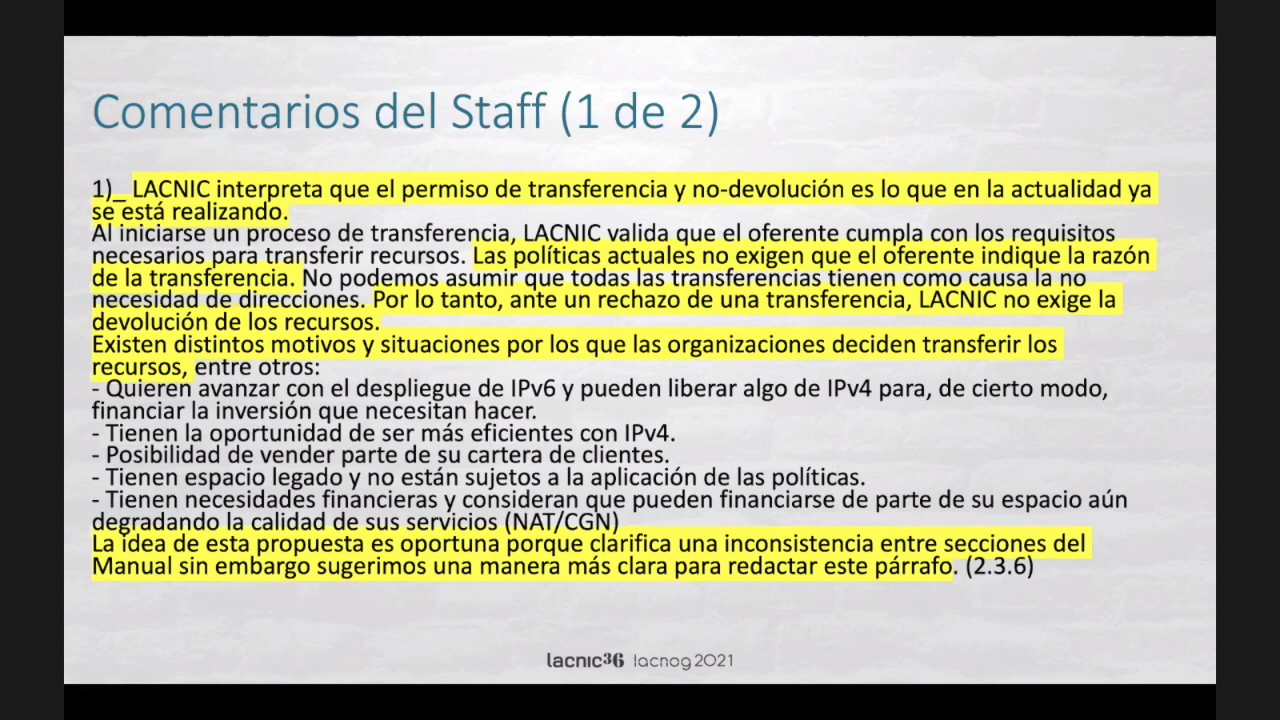 Comentarios del Staff (1 de 2)
1)_ LACNIC interpreta que el permiso de transferencia y no-devolución es lo que en la actualidad ya
se está realizando.
Al iniciarse un proceso de transferencia, LACNIC valida que el oferente cumpla con los requisitos
necesarios para transferir recursos. Las políticas actuales no exigen que el oferente indique la razón
de la transferencia. No podemos asumir que todas las transferencias tienen como causa la no
necesidad de direcciones. Por lo tanto, ante un rechazo de una transferencia, LACNIC no exige la
devolución de los recursos.
Existen distintos motivos y situaciones por los que las organizaciones deciden transferir los
recursos, entre otros:
- Quieren avanzar con el despliegue de IPv6 y pueden liberar algo de IPv4 para, de cierto modo,
financiar la inversión que necesitan hacer.
- Tienen la oportunidad de ser más eficientes con IPv4.
- Posibilidad de vender parte de su cartera de clientes.
- Tienen espacio legado y no están sujetos a la aplicación de las políticas.
- Tienen necesidades financieras y consideran que pueden financiarse de parte de su espacio aún
degradando la calidad de sus servicios (NAT/CGN)
La idea de esta propuesta es oportuna porque clarifica una inconsistencia entre secciones del
Manual sin embargo sugerimos una manera más clara para redactar este párrafo. (2.3.6)
lacnic36 lacnog2021